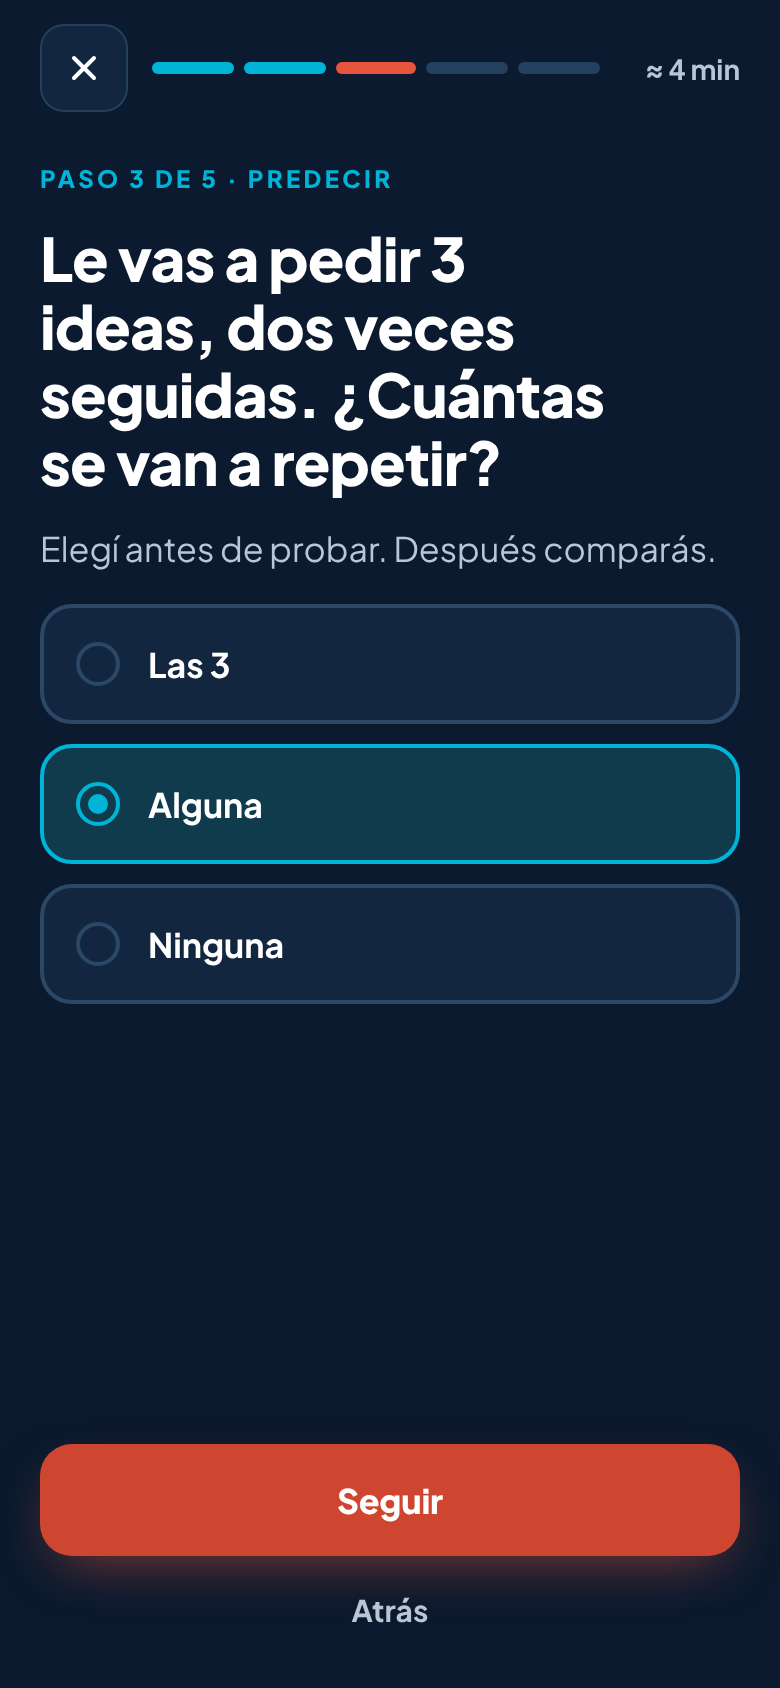 ≈ 4 min
PASO 3 DE 5 · PREDECIR
Le vas a pedir 3
ideas, dos veces
seguidas. ¿Cuántas
se van a repetir?
Elegí antes de probar. Después comparás.
Las 3
Alguna
Ninguna
Seguir
Atrás